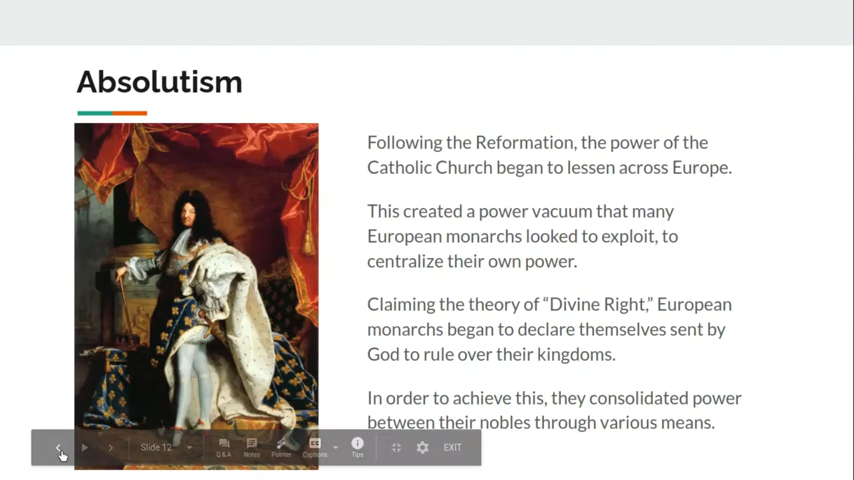 Absolutism
Following the Reformation, the power of the
Catholic Church began to lessen across Europe.
This created a power vacuum that many
European monarchs looked to exploit, to
centralize their own power.
Claiming the theory of “Divine Right,” European
monarchs began to declare themselves sent by
God to rule over their kingdoms.
In order to achieve this, they consolidated power
between their nobles through various means.
Slide 12
Q & A
Notes
Pointer
Captions
Tips
EXIT